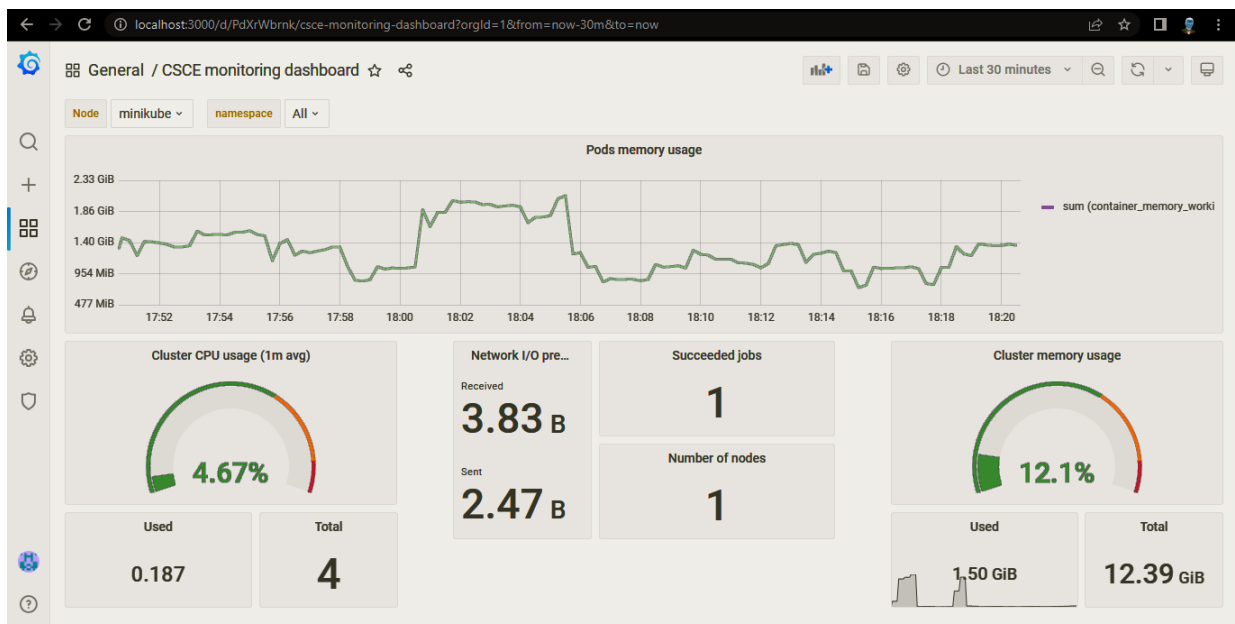 localhost:3000/d/PdXrWbrnk/csce-monitoring-dashboard?orgId=1&from=now-30m&to=now
General / CSCE monitoring dashboard
Last 30 minutes
Node minikube namespace All
Pods memory usage
2.33 GiB
1.86 GiB
1.40 GiB
954 MiB
477 MiB
17:52 17:54 17:56 17:58 18:00 18:02 18:04 18:06 18:08 18:10 18:12 18:14 18:16 18:18 18:20
sum (container_memory_worki
Cluster CPU usage (1m avg)
4.67%
Used
0.187
Total
4
Network I/O pre...
Received
3.83 B
Sent
2.47 B
Succeeded jobs
1
Number of nodes
1
Cluster memory usage
12.1%
Used
1.50 GiB
Total
12.39 GiB